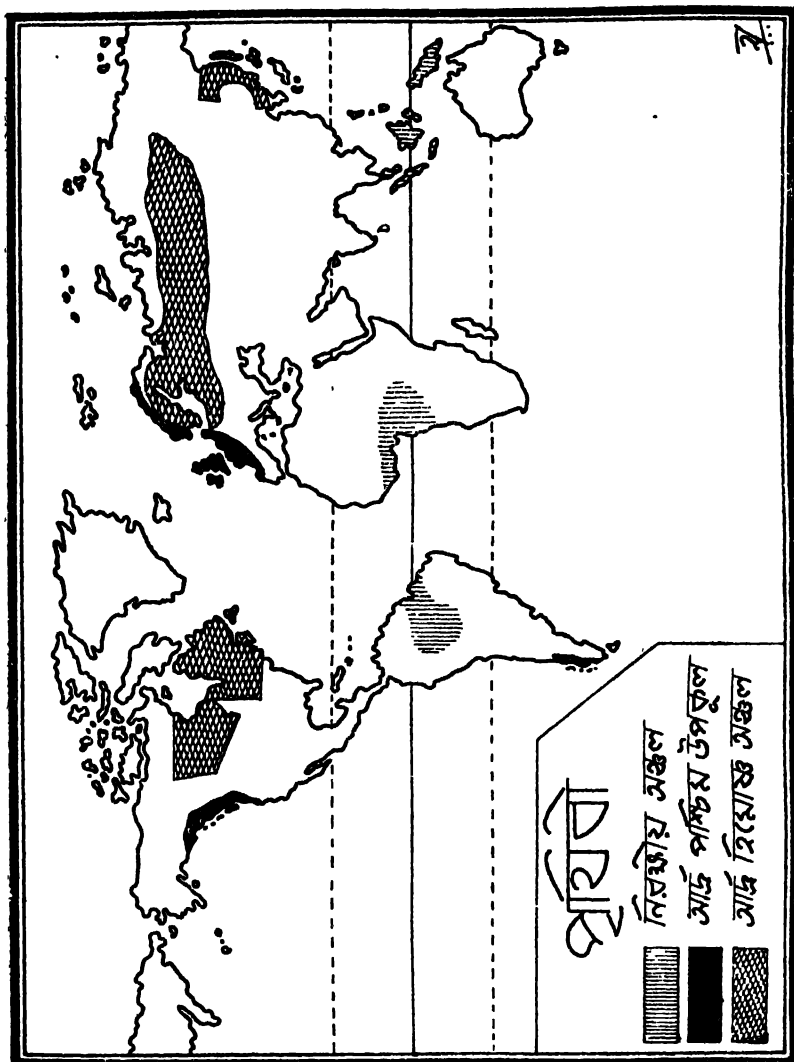 চিহ্নাদি
নিরক্ষীয় অঞ্চল
আর্দ্র পশ্চিম উপকূল
আর্দ্র হিমোষ্ণ অঞ্চল